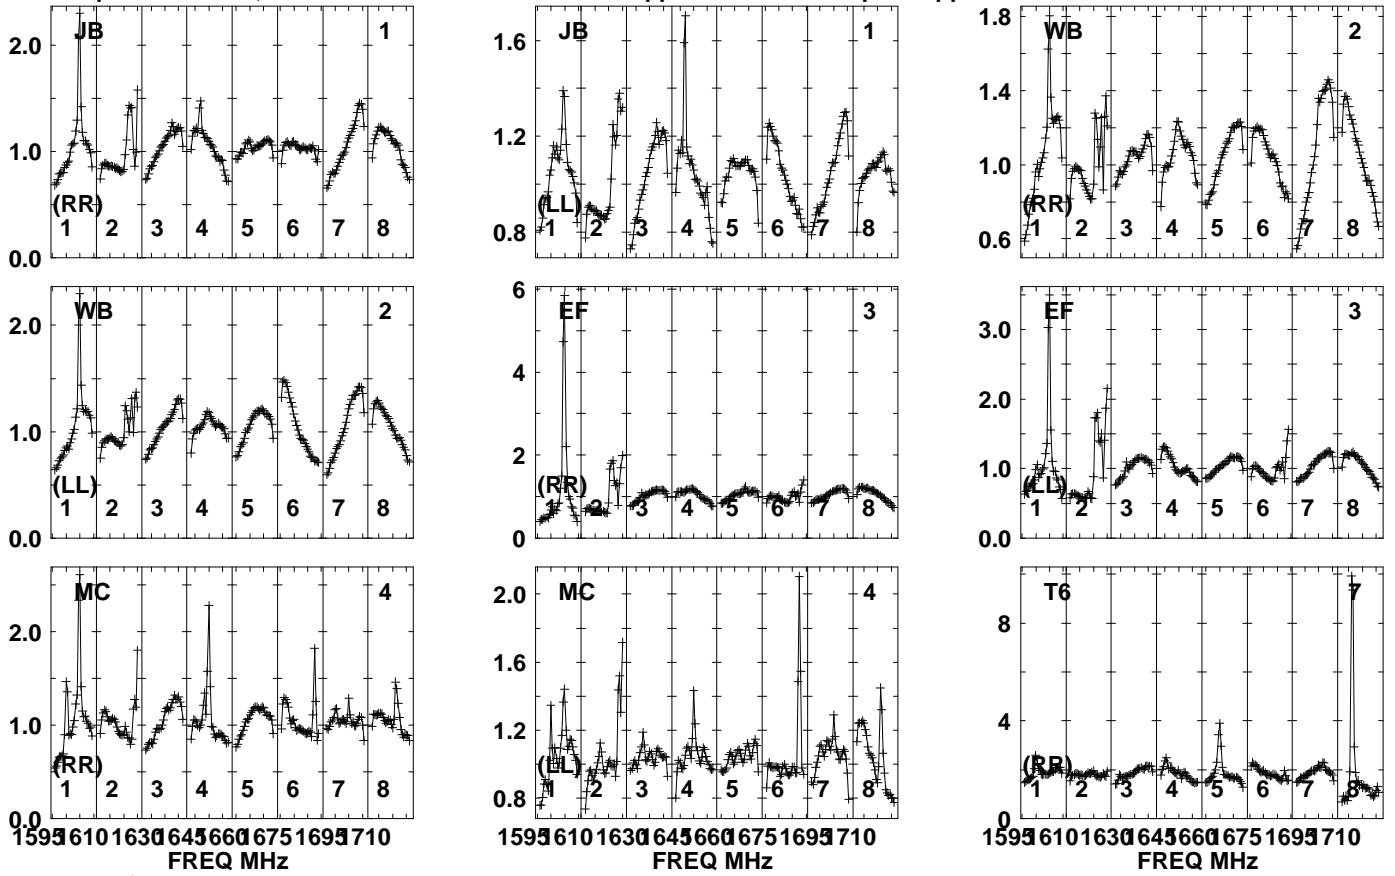 JB 1
2.0
1.0
0.0
(RR)
1 2 3 4 5 6 7 8
JB 1
1.6
1.2
0.8
(LL)
1 2 3 4 5 6 7 8
WB 2
1.8
1.4
1.0
0.6
(RR)
1 2 3 4 5 6 7 8
WB 2
2.0
1.0
0.0
(LL)
1 2 3 4 5 6 7 8
EF 3
6
4
2
0
(RR)
1 2 3 4 5 6 7 8
EF 3
3.0
2.0
1.0
0.0
(LL)
1 2 3 4 5 6 7 8
MC 4
2.0
1.0
0.0
(RR)
1 2 3 4 5 6 7 8
1595 1610 1630 1645 1660 1675 1695 1710
FREQ MHz
MC 4
2.0
1.6
1.2
0.8
(LL)
1 2 3 4 5 6 7 8
1595 1610 1630 1645 1660 1675 1695 1710
FREQ MHz
T6 7
8
4
0
(RR)
1 2 3 4 5 6 7 8
1595 1610 1630 1645 1660 1675 1695 1710
FREQ MHz